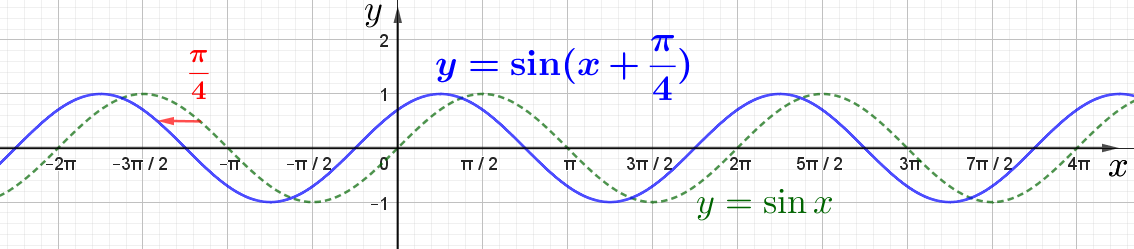 y
2
y = sin(x + π/4)
π/4
1
-2π -3π / 2 -π -π / 2 0 π / 2 π 3π / 2 2π 5π / 2 3π 7π / 2 4π x
-1
y = sin x